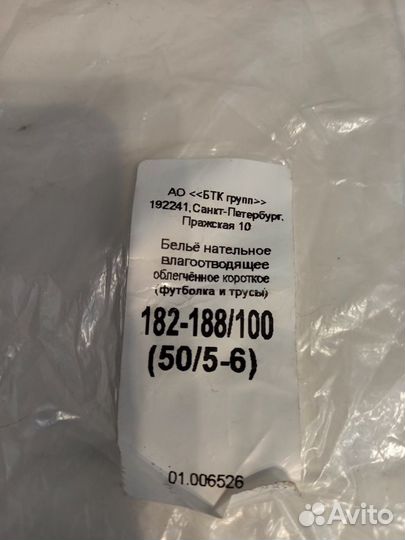 АО <<БТК групп>>
192241,Санкт-Петербург,
Пражская 10
Бельё нательное
влагоотводящее
облегчённое короткое
(футболка и трусы)
182-188/100
(50/5-6)
01.006526
Avito